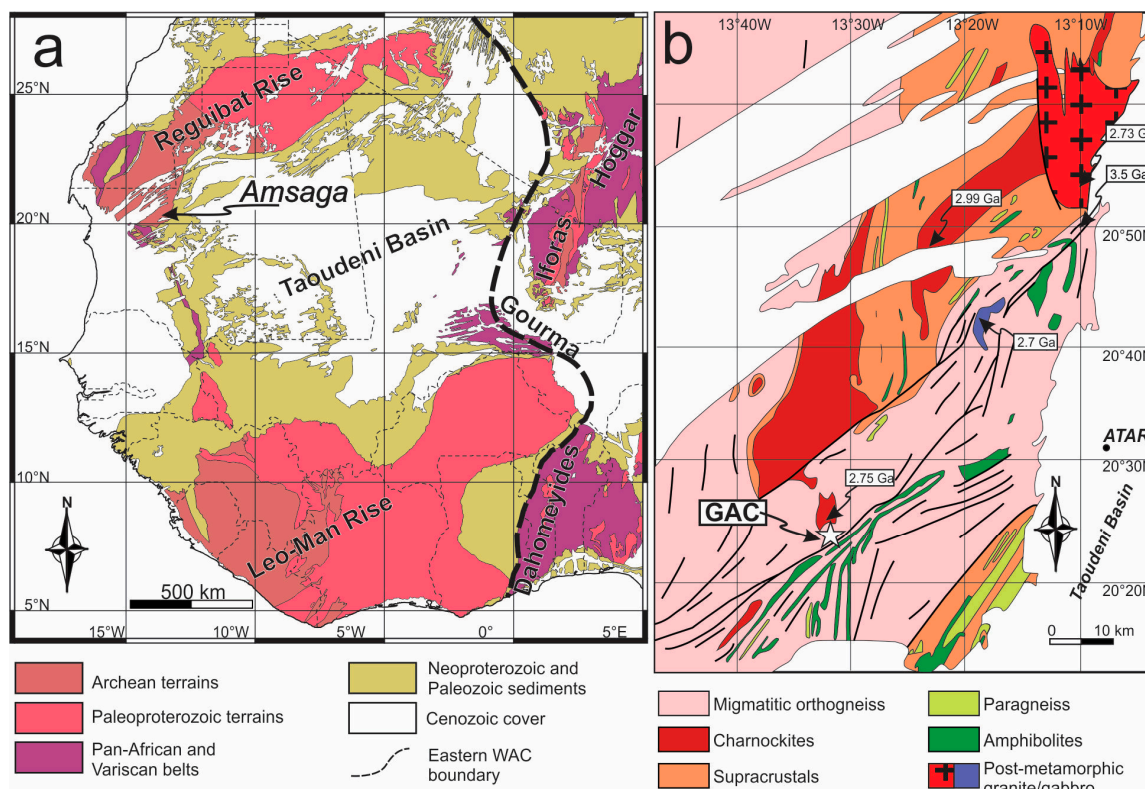 a
25°N
20°N
15°N
10°N
5°N
Reguibat Rise
Amsaga
Hoggar
Taoudeni Basin
Iforas
Gourma
Leo-Man Rise
Dahomeyides
N
500 km
15°W
10°W
5°W
0°
5°E
Archean terrains
Paleoproterozoic terrains
Pan-African and
Variscan belts
Neoproterozoic and
Paleozoic sediments
Cenozoic cover
Eastern WAC
boundary
b
13°40W
13°30W
13°20W
13°10W
2.73 G
3.5 Ga
2.99 Ga
20°50N
2.7 Ga
20°40N
ATAR
20°30N
2.75 Ga
GAC
N
Taoudeni Basin
20°20N
0
10 km
Migmatitic orthogneiss
Charnockites
Supracrustals
Paragneiss
Amphibolites
Post-metamorphic
granite/gabbro